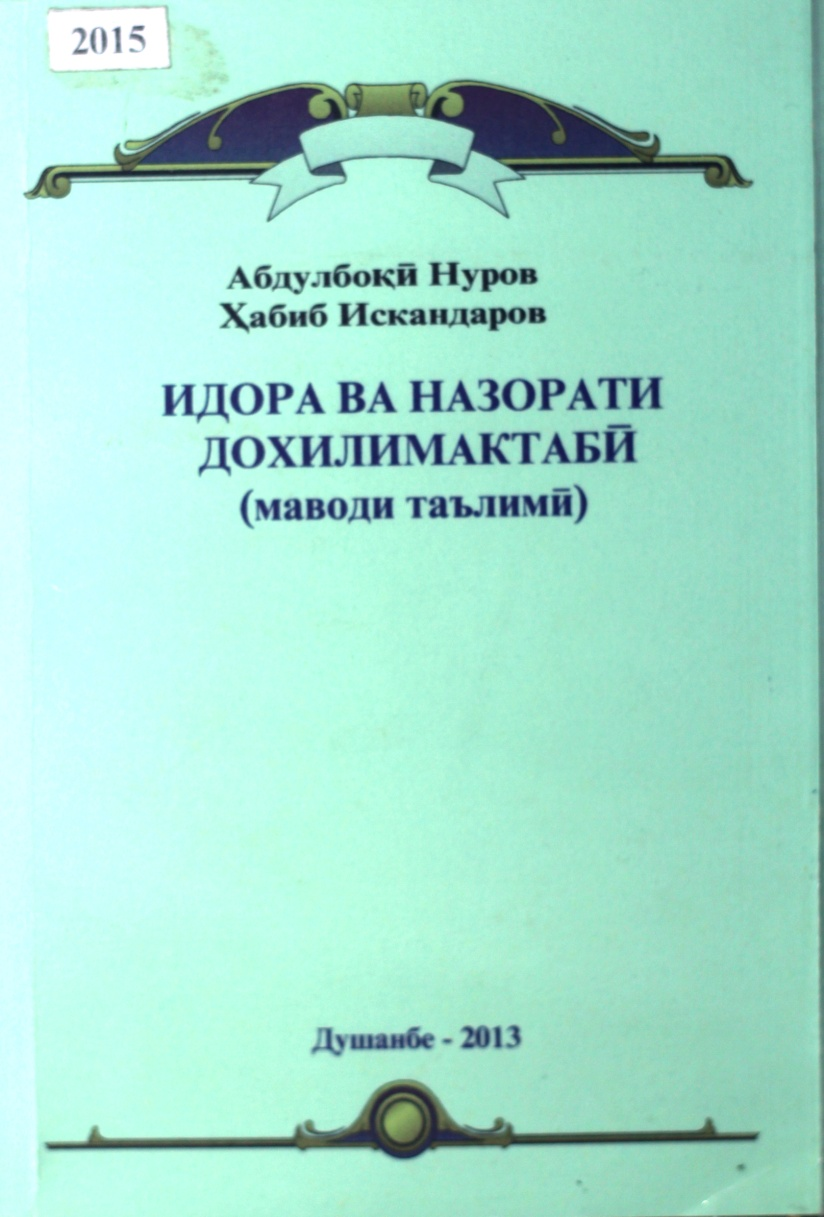 2015
Абдулбоқӣ Нуров
Ҳабиб Искандаров
ИДОРА ВА НАЗОРАТИ
ДОХИЛИМАКТАБӢ
(маводи таълимӣ)
Душанбе - 2013